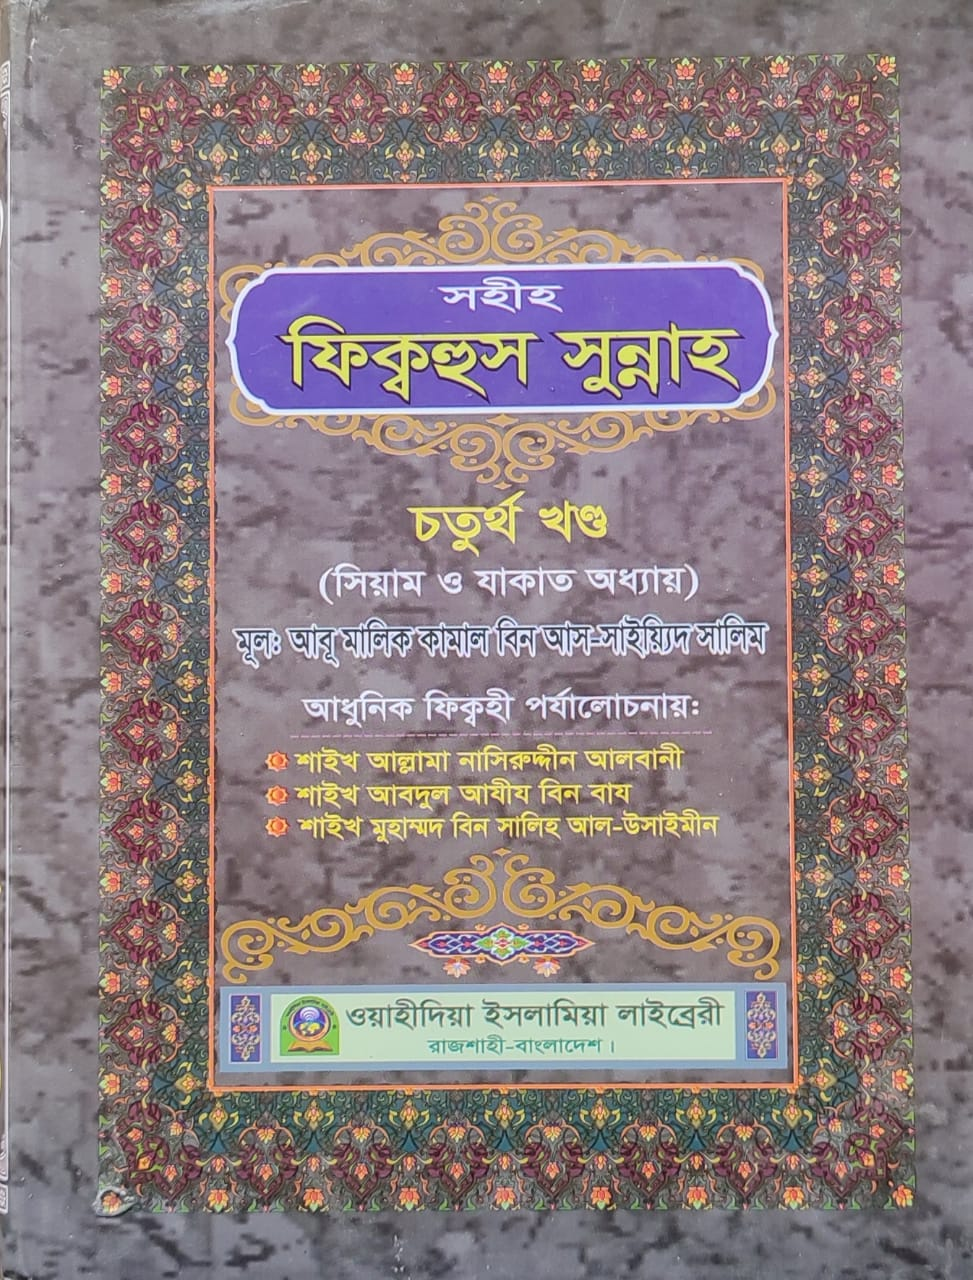 সহীহ
ফিক্বহুস সুন্নাহ
চতুর্থ খণ্ড
(সিয়াম ও যাকাত অধ্যায়)
মূল: আবূ মালিক কামাল বিন আস-সাইয়্যিদ সালিম
আধুনিক ফিক্বহী পর্যালোচনায়:
শাইখ আল্লামা নাসিরুদ্দীন আলবানী
শাইখ আবদুল আযীয বিন বায
শাইখ মুহাম্মদ বিন সালিহ আল-উসাইমীন
ওয়াহীদিয়া ইসলামিয়া লাইব্রেরী
রাজশাহী-বাংলাদেশ।